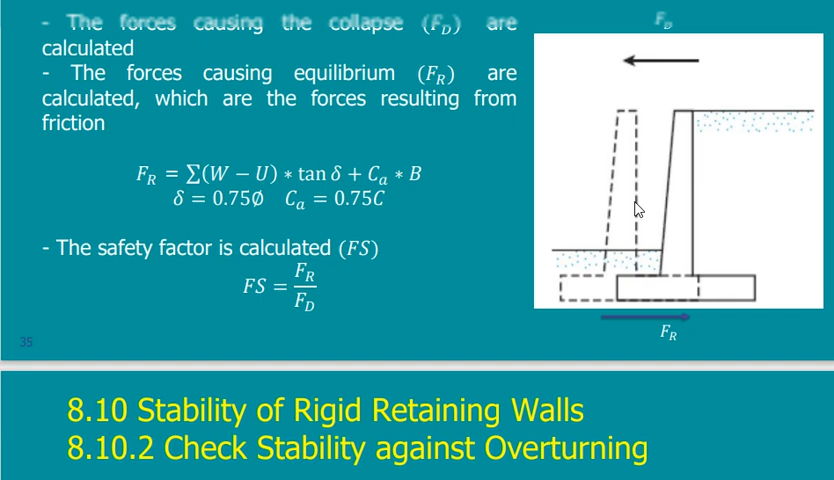 - The forces causing the collapse (F_D) are
calculated
- The forces causing equilibrium (F_R) are
calculated, which are the forces resulting from
friction
F_R = ∑(W − U) ∗ tan δ + C_a ∗ B
δ = 0.75∅ C_a = 0.75C
- The safety factor is calculated (FS)
FS = F_R / F_D
F_D
F_R
35
8.10 Stability of Rigid Retaining Walls
8.10.2 Check Stability against Overturning